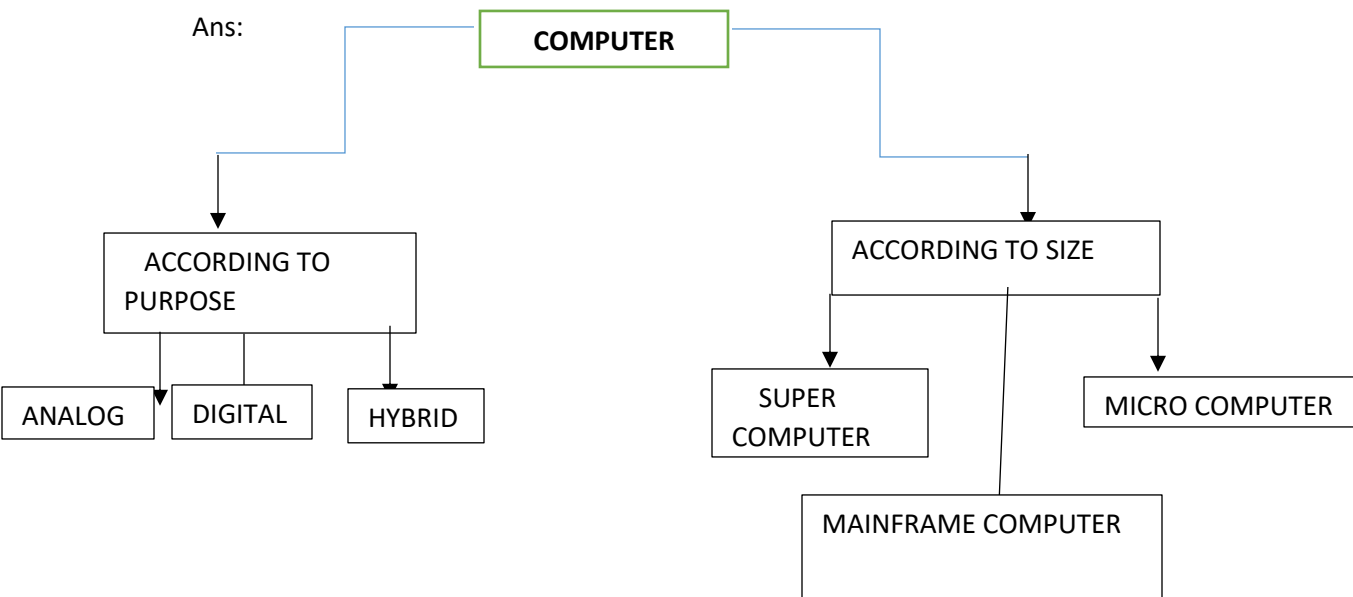 Ans:
COMPUTER
ACCORDING TO
PURPOSE
ACCORDING TO SIZE
ANALOG
DIGITAL
HYBRID
SUPER
COMPUTER
MICRO COMPUTER
MAINFRAME COMPUTER